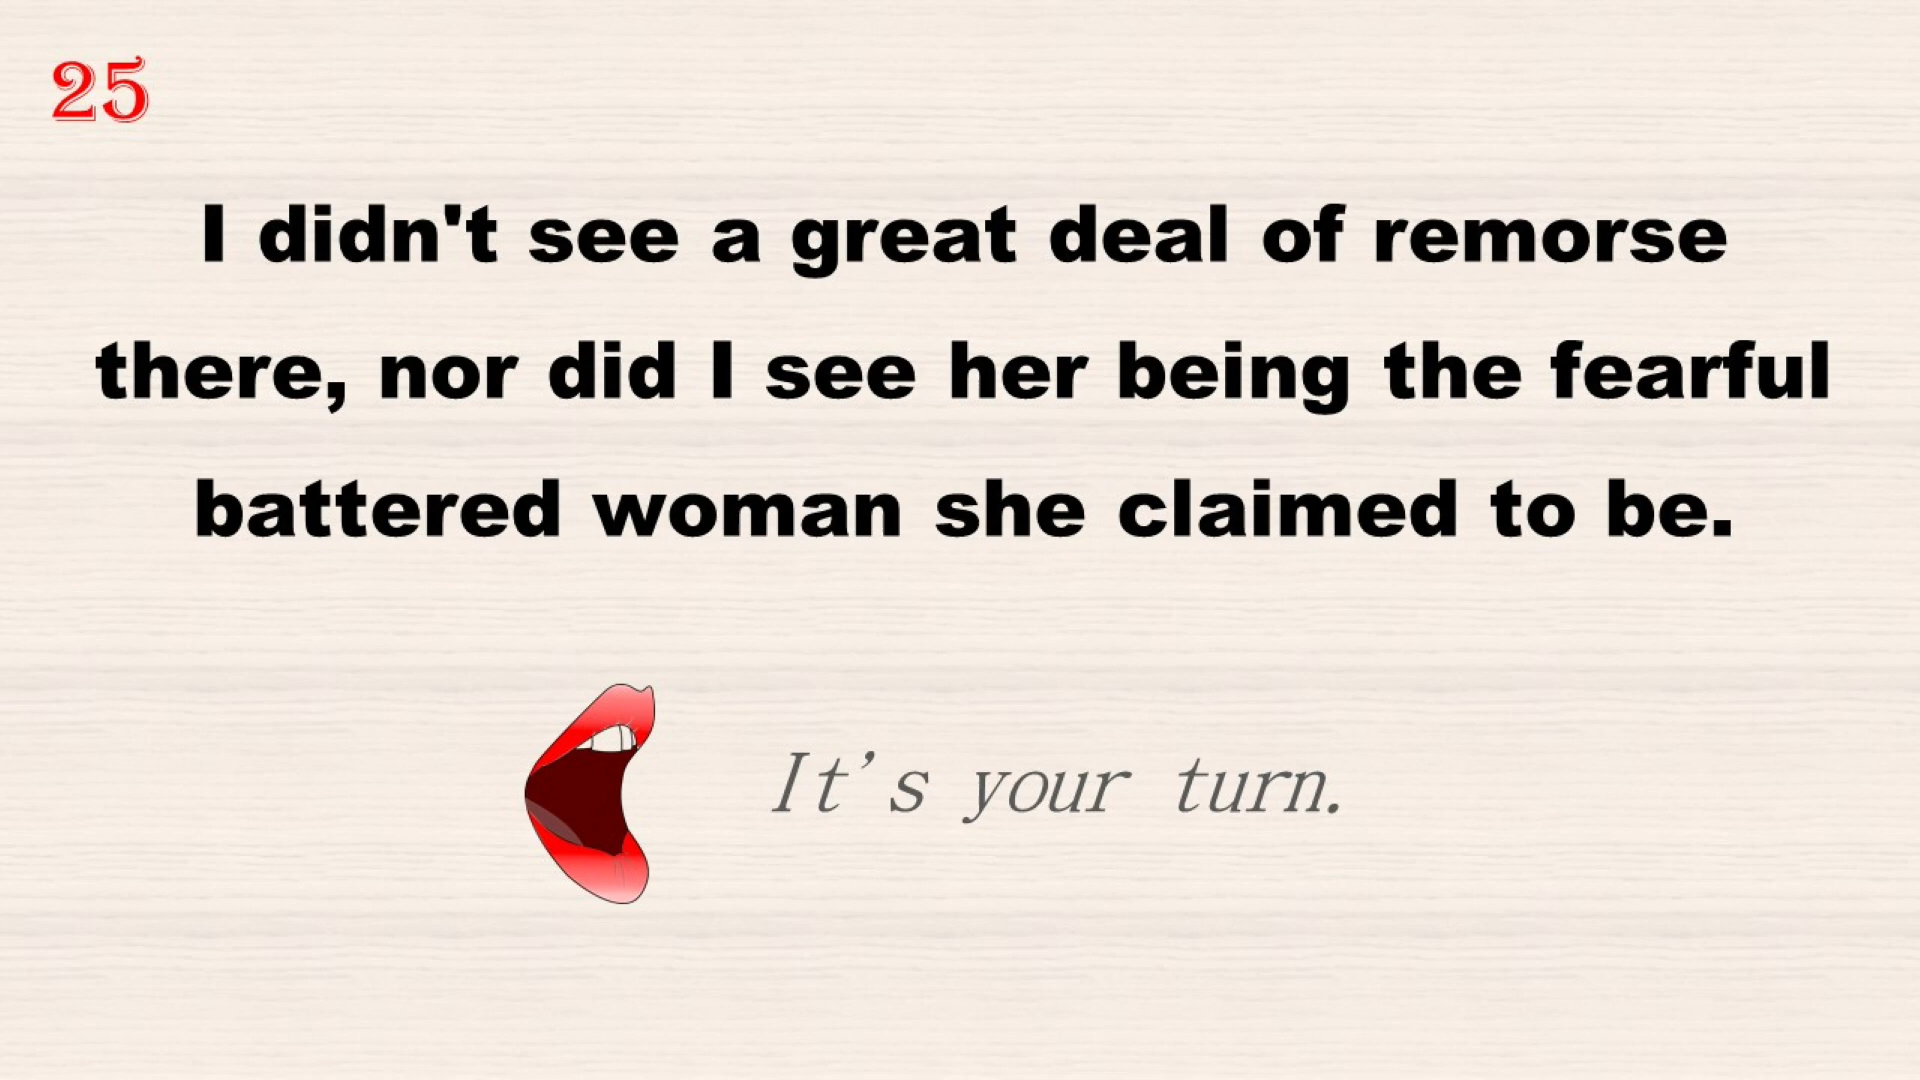 25
I didn't see a great deal of remorse
there, nor did I see her being the fearful
battered woman she claimed to be.
It's your turn.